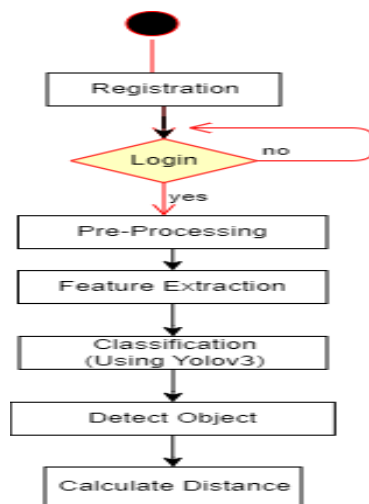 Registration
Login
no
yes
Pre-Processing
Feature Extraction
Classification
(Using Yolov3)
Detect Object
Calculate Distance